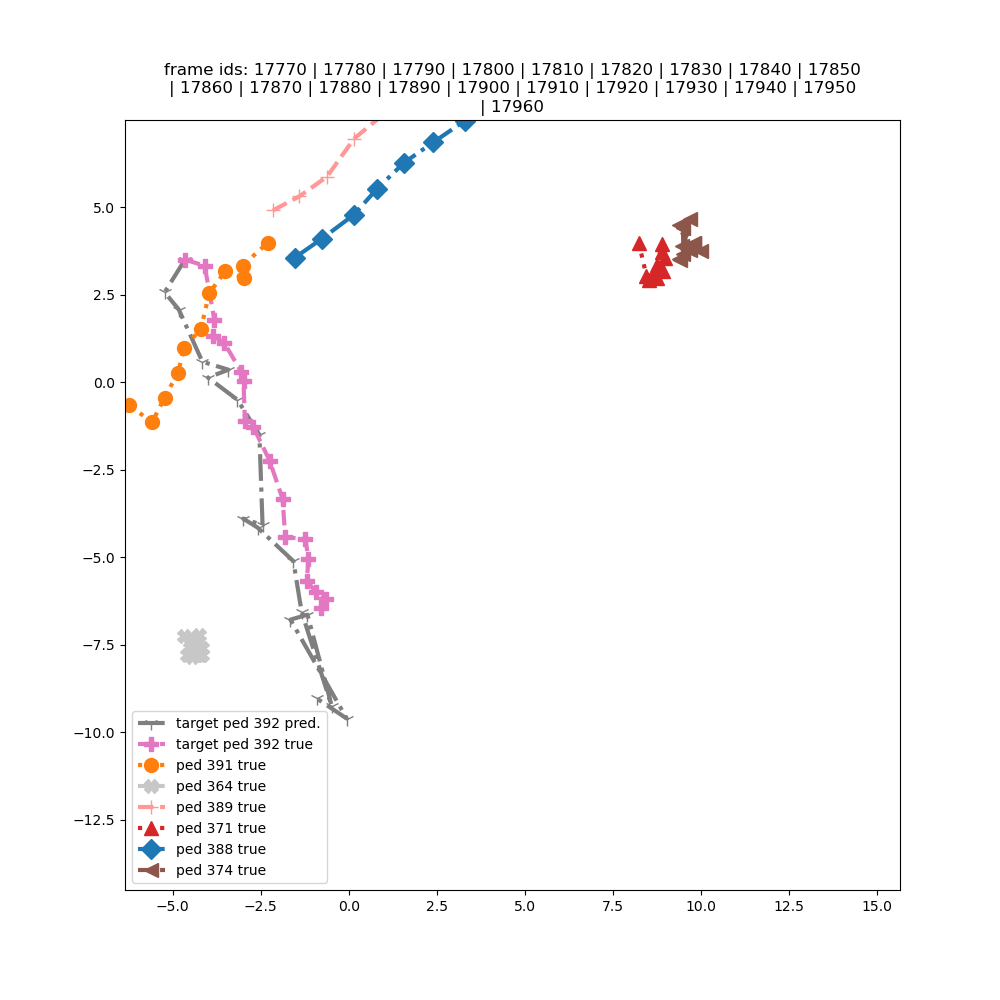 frame ids: 17770 | 17780 | 17790 | 17800 | 17810 | 17820 | 17830 | 17840 | 17850
| 17860 | 17870 | 17880 | 17890 | 17900 | 17910 | 17920 | 17930 | 17940 | 17950
| 17960
5.0
2.5
0.0
−2.5
−5.0
−7.5
−10.0
−12.5
target ped 392 pred.
target ped 392 true
ped 391 true
ped 364 true
ped 389 true
ped 371 true
ped 388 true
ped 374 true
−5.0 −2.5 0.0 2.5 5.0 7.5 10.0 12.5 15.0